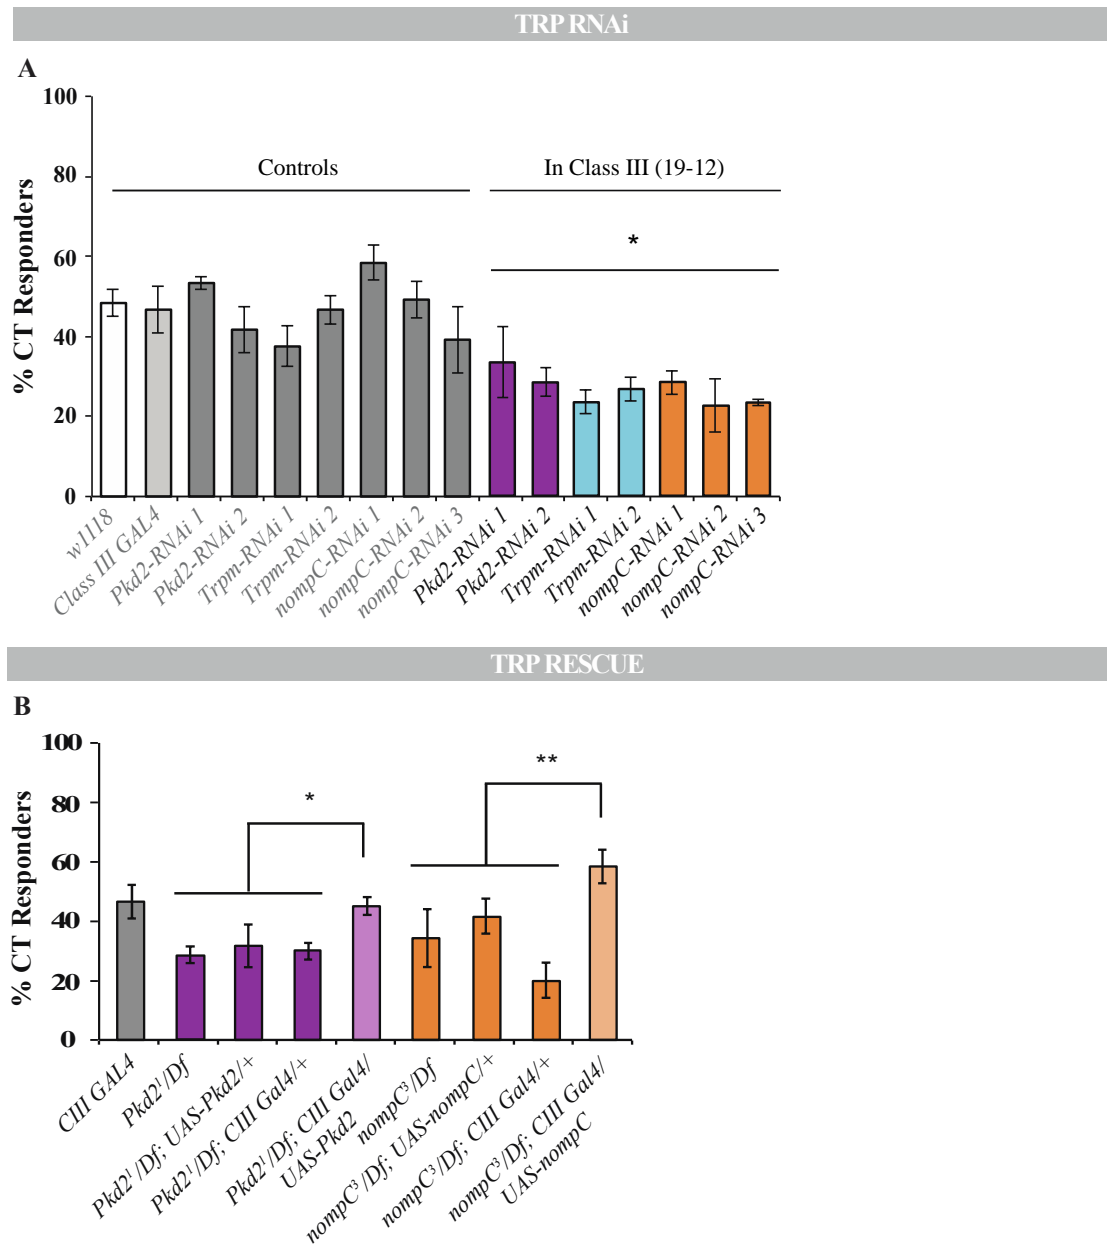 TRP RNAi
A
100
80
60
40
20
0
% CT Responders
Controls
In Class III (19-12)
*
w1118
Class III GAL4
Pkd2-RNAi 1
Pkd2-RNAi 2
Trpm-RNAi 1
Trpm-RNAi 2
nompC-RNAi 1
nompC-RNAi 2
nompC-RNAi 3
Pkd2-RNAi 1
Pkd2-RNAi 2
Trpm-RNAi 1
Trpm-RNAi 2
nompC-RNAi 1
nompC-RNAi 2
nompC-RNAi 3
TRP RESCUE
B
100
80
60
40
20
0
% CT Responders
*
**
CIII GAL4
Pkd2¹/Df
Pkd2¹/Df; UAS-Pkd2/+
Pkd2¹/Df; CIII Gal4/+
Pkd2¹/Df; CIII Gal4/
UAS-Pkd2
nompC³/Df
nompC³/Df; UAS-nompC/+
nompC³/Df; CIII Gal4/+
nompC³/Df; CIII Gal4/
UAS-nompC